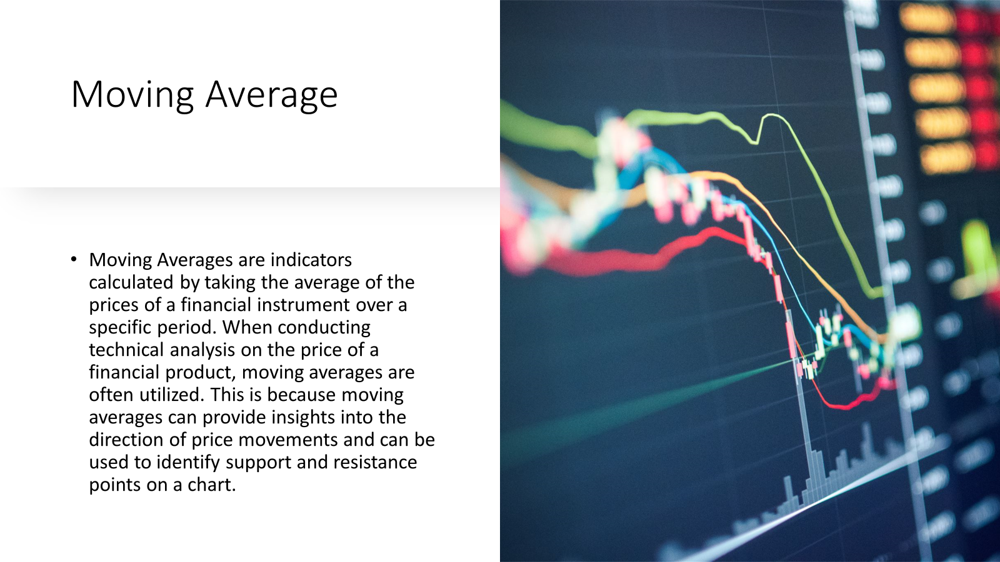 Moving Average
• Moving Averages are indicators
calculated by taking the average of the
prices of a financial instrument over a
specific period. When conducting
technical analysis on the price of a
financial product, moving averages are
often utilized. This is because moving
averages can provide insights into the
direction of price movements and can be
used to identify support and resistance
points on a chart.